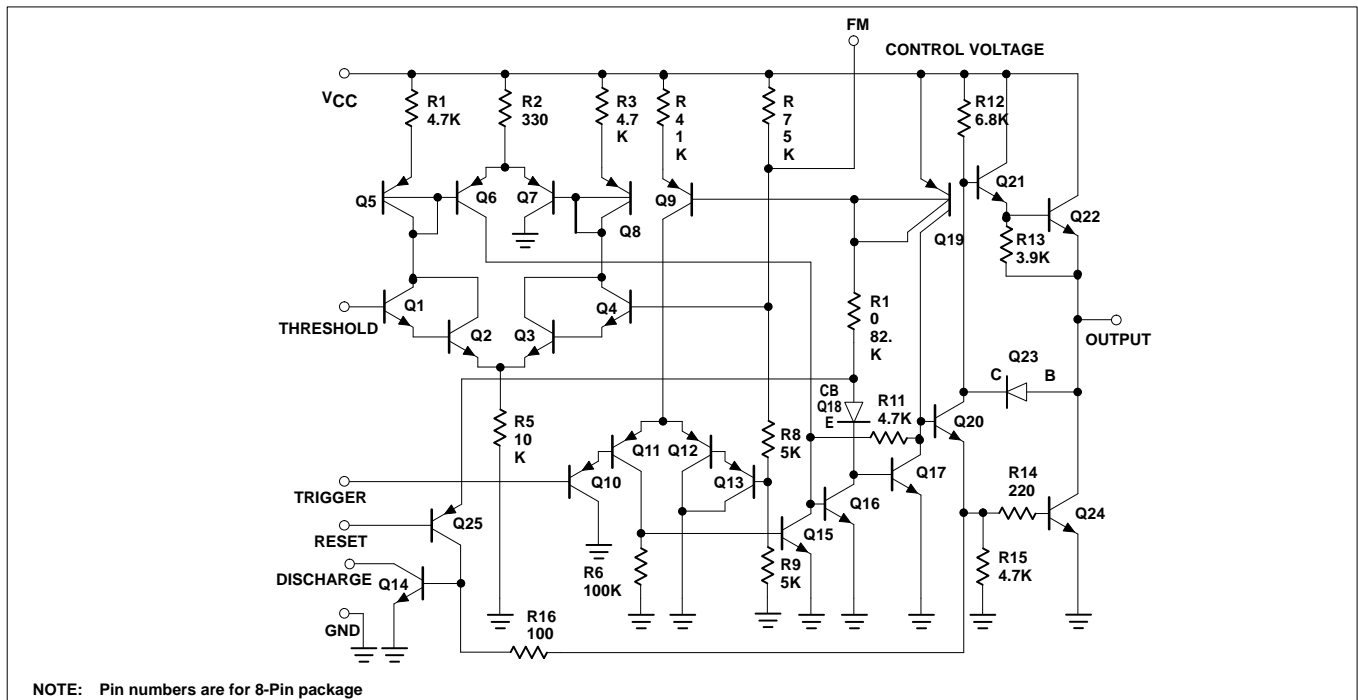 FM
CONTROL VOLTAGE
VCC
R1
4.7K
R2
330
R3
4.7
K
R
4
1
K
R
7 5
K
R12
6.8K
Q5
Q6
Q7
Q8
Q9
Q19
Q21
Q22
R13
3.9K
THRESHOLD
Q1
Q2
Q3
Q4
R1
0
82.
K
OUTPUT
Q23
C
B
CB
Q18
E
R11
4.7K
Q20
R5
10
K
R8
5K
Q11
Q12
Q10
Q13
Q17
Q16
R14
220
Q24
TRIGGER
RESET
Q25
Q15
DISCHARGE
Q14
R6
100K
R9
5K
R15
4.7K
GND
R16
100
NOTE: Pin numbers are for 8-Pin package